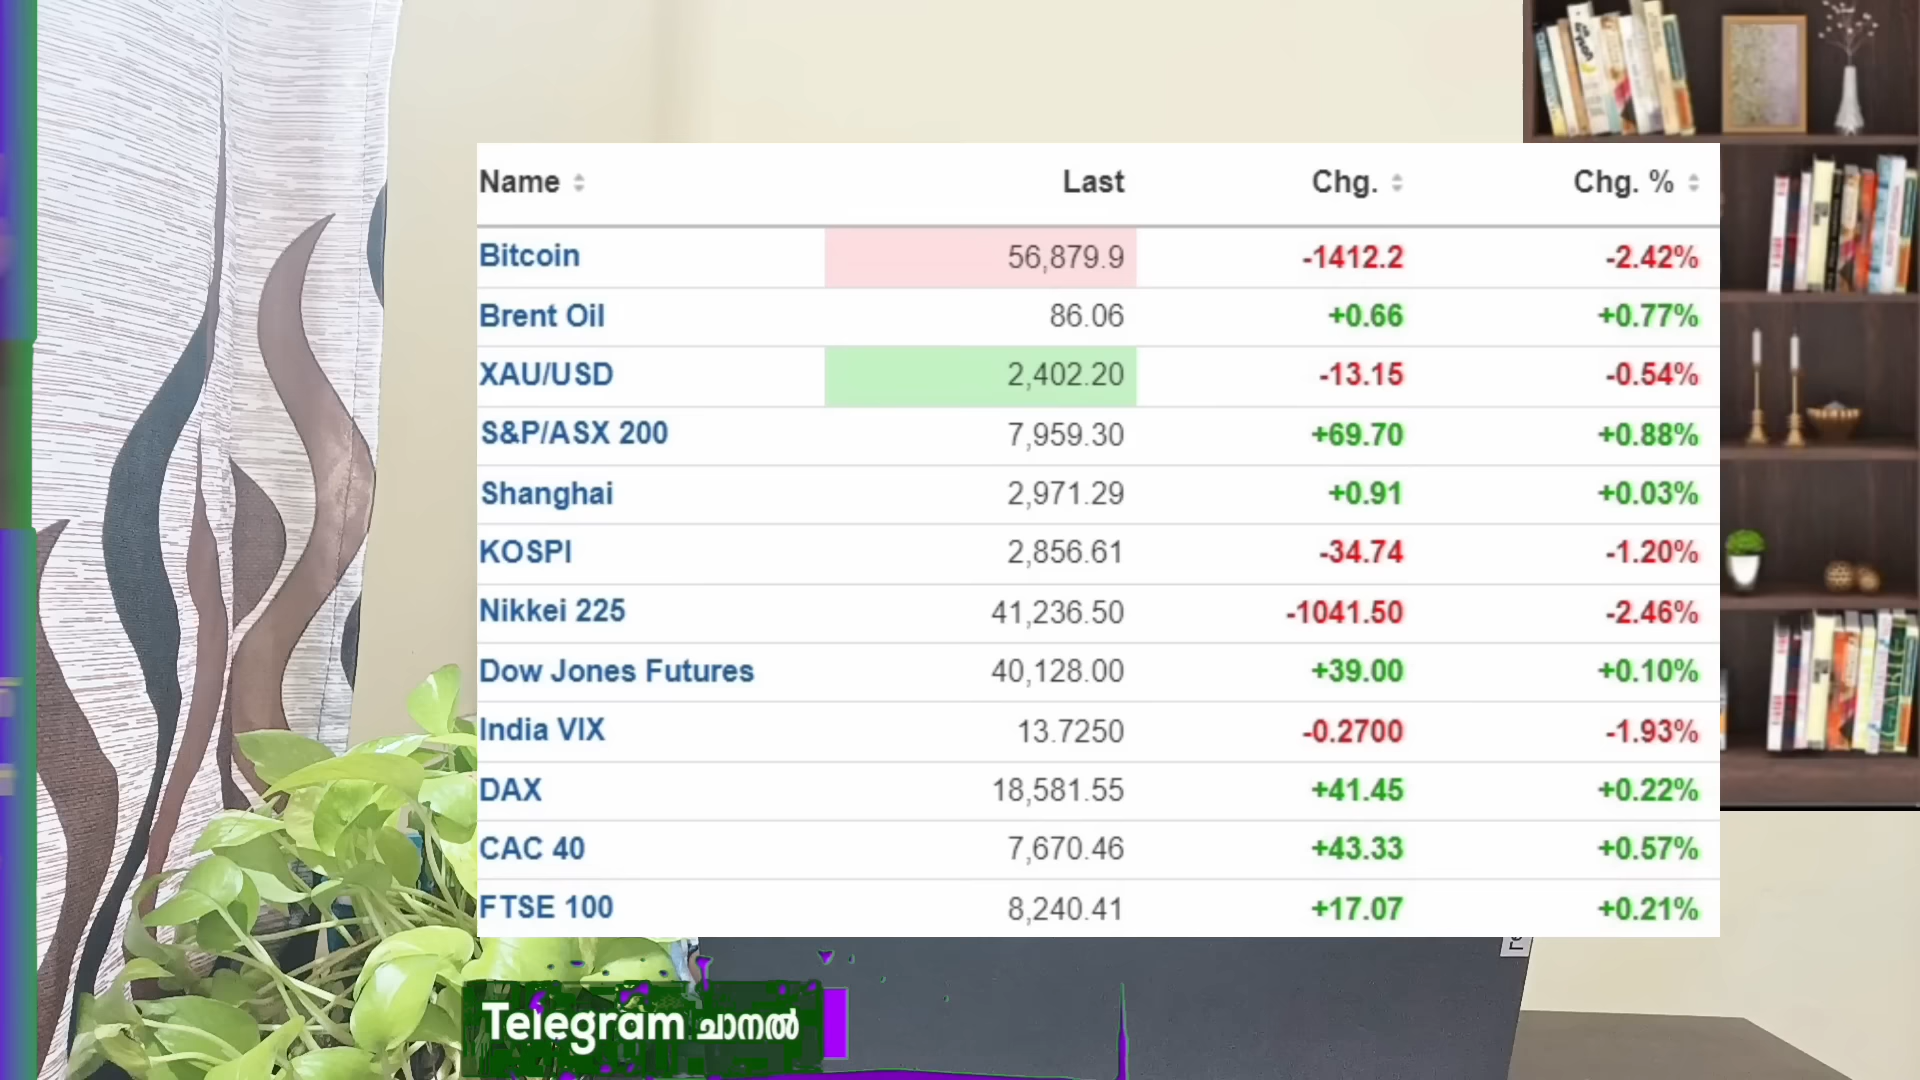 Name Last Chg. Chg. %
Bitcoin 56,879.9 -1412.2 -2.42%
Brent Oil 86.06 +0.66 +0.77%
XAU/USD 2,402.20 -13.15 -0.54%
S&P/ASX 200 7,959.30 +69.70 +0.88%
Shanghai 2,971.29 +0.91 +0.03%
KOSPI 2,856.61 -34.74 -1.20%
Nikkei 225 41,236.50 -1041.50 -2.46%
Dow Jones Futures 40,128.00 +39.00 +0.10%
India VIX 13.7250 -0.2700 -1.93%
DAX 18,581.55 +41.45 +0.22%
CAC 40 7,670.46 +43.33 +0.57%
FTSE 100 8,240.41 +17.07 +0.21%
Telegram ചാനൽ